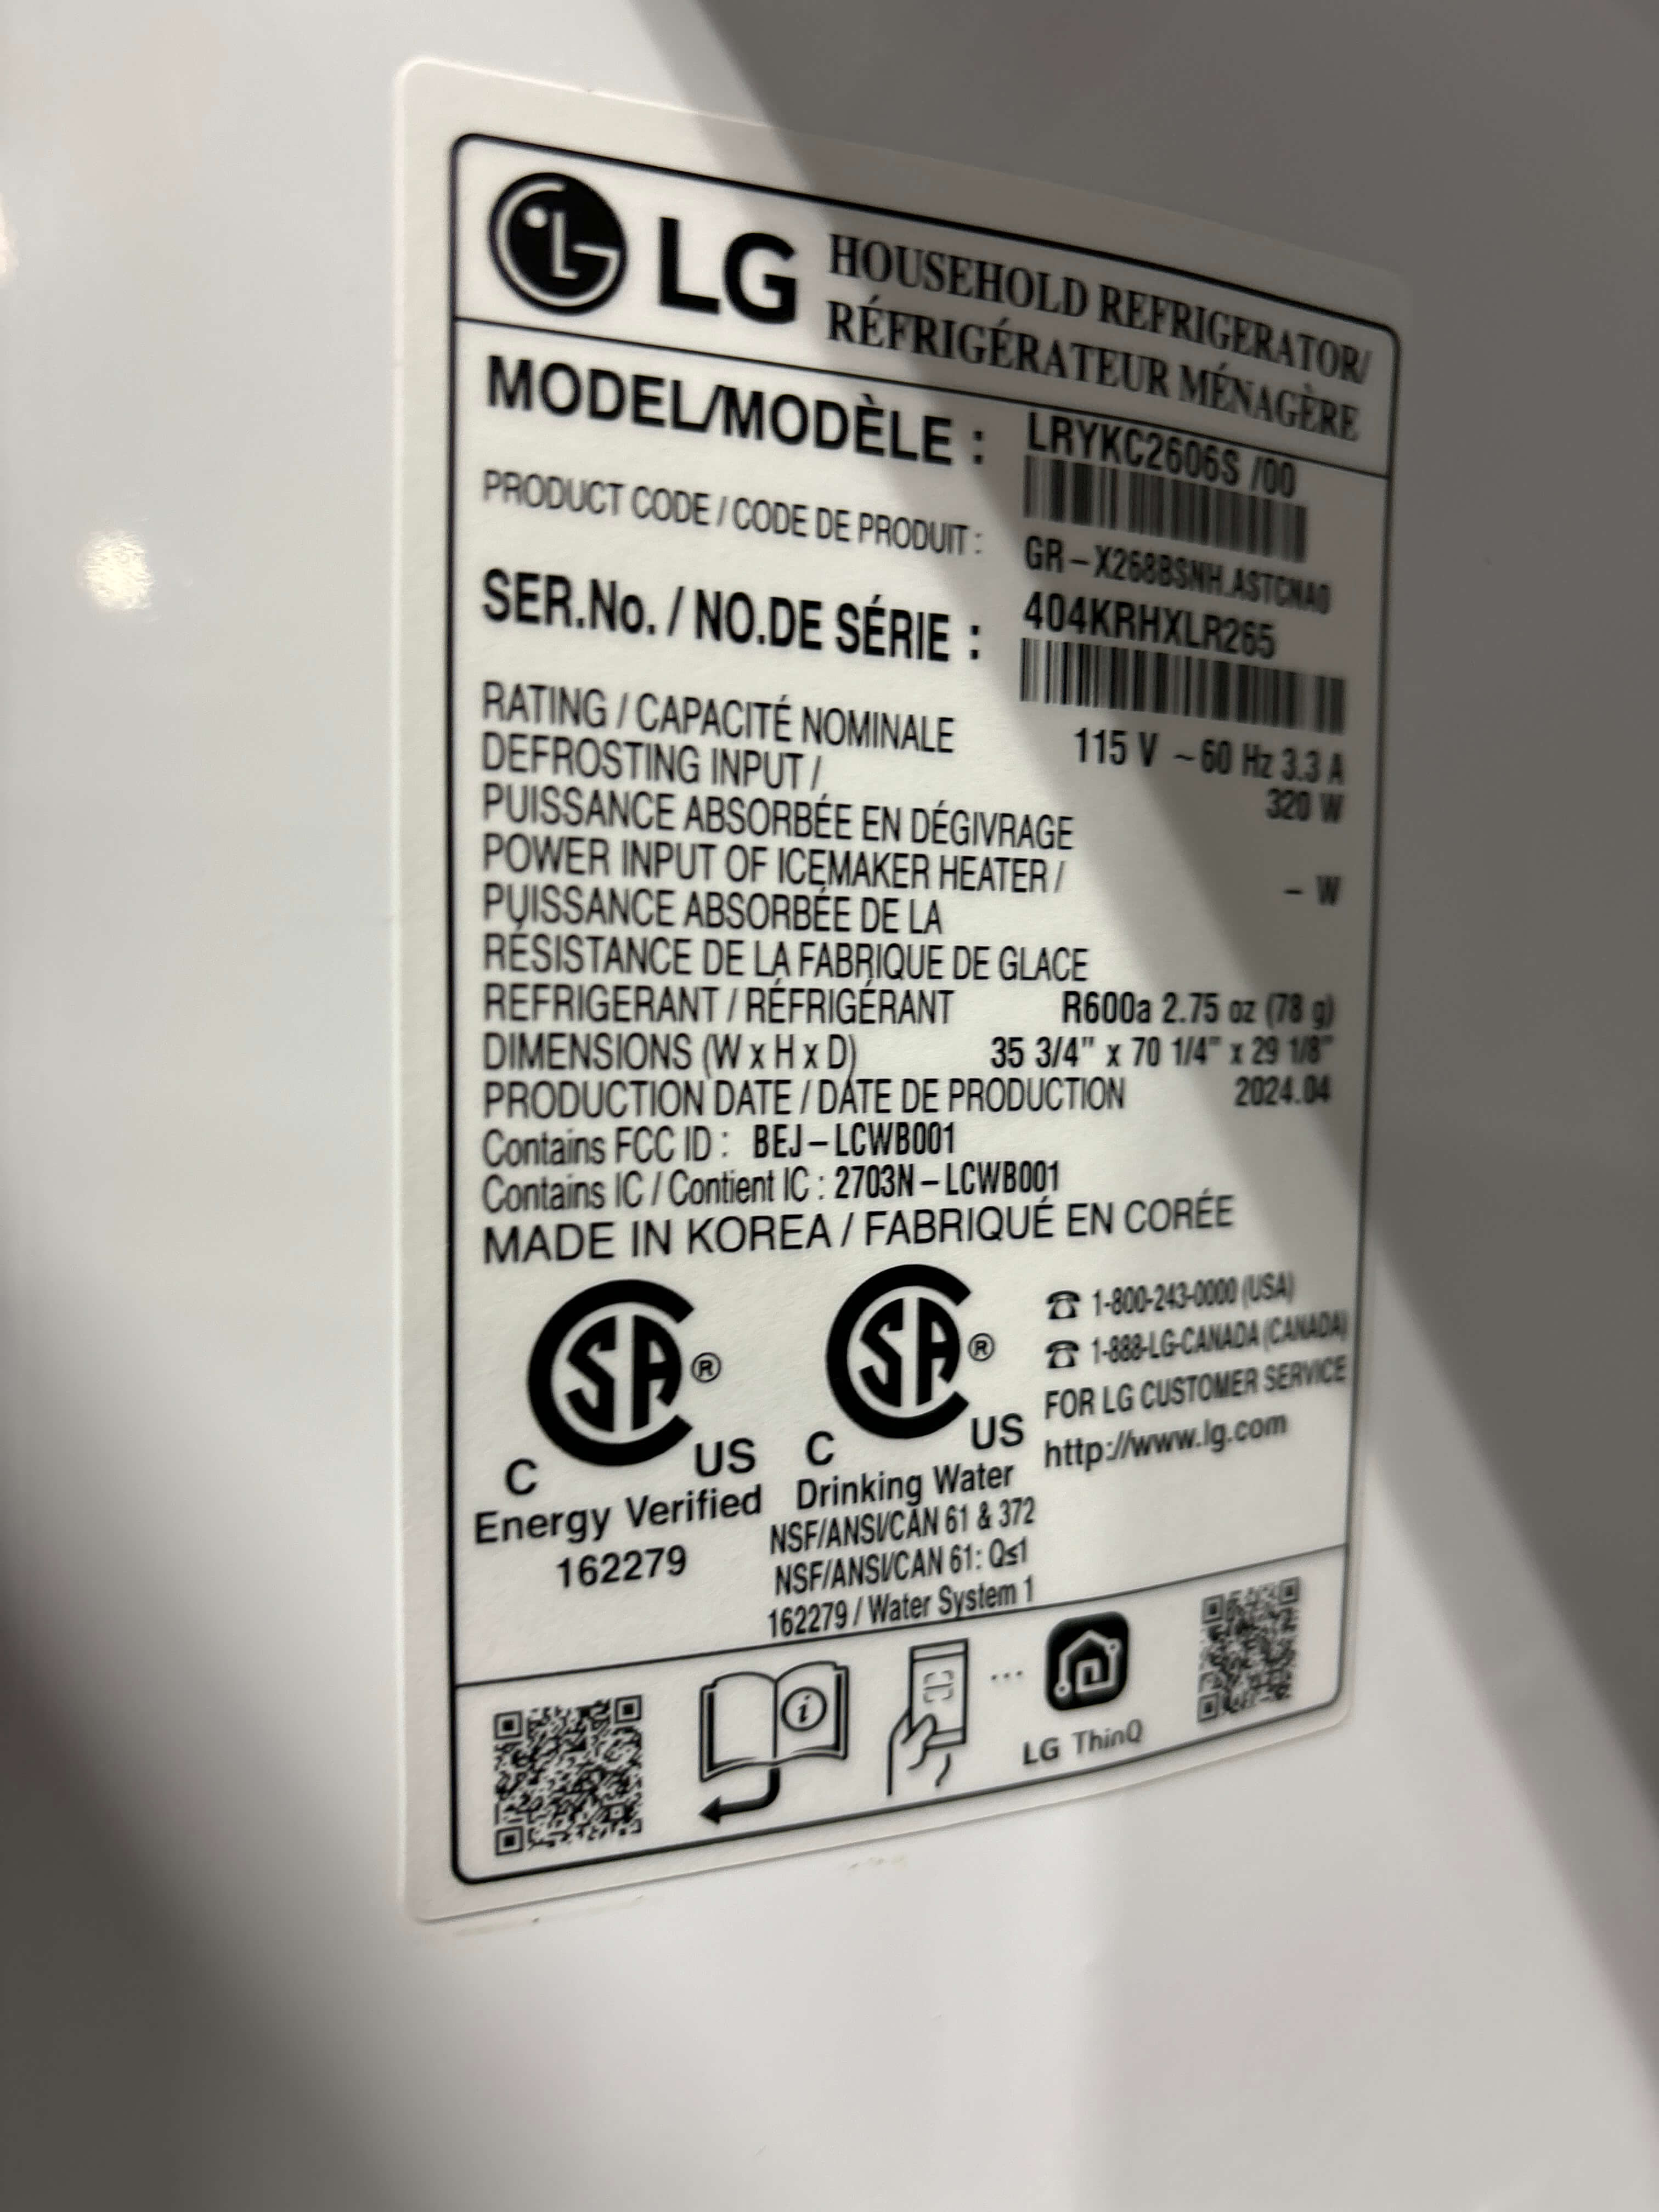 LG HOUSEHOLD REFRIGERATOR/
RÉFRIGÉRATEUR MÉNAGÈRE
MODEL/MODÈLE : LRYKC2606S /00
PRODUCT CODE / CODE DE PRODUIT : GR-X268BSNH.ASTCNA0
SER.No. / NO.DE SÉRIE : 404KRHXLR265
RATING / CAPACITÉ NOMINALE 115 V ~ 60 Hz 3.3 A
DEFROSTING INPUT / 320 W
PUISSANCE ABSORBÉE EN DÉGIVRAGE
POWER INPUT OF ICEMAKER HEATER / - W
PUISSANCE ABSORBÉE DE LA
RÉSISTANCE DE LA FABRIQUE DE GLACE
REFRIGERANT / RÉFRIGÉRANT R600a 2.75 oz (78 g)
DIMENSIONS (W x H x D) 35 3/4" x 70 1/4" x 29 1/8"
PRODUCTION DATE / DATE DE PRODUCTION 2024.04
Contains FCC ID : BEJ-LCWB001
Contains IC / Contient IC : 2703N-LCWB001
MADE IN KOREA / FABRIQUÉ EN CORÉE
SA ®
C US
Energy Verified
162279
SA ®
C US
Drinking Water
NSF/ANSI/CAN 61 & 372
NSF/ANSI/CAN 61: Q≤1
162279 / Water System 1
☎ 1-800-243-0000 (USA)
☎ 1-888-LG-CANADA (CANADA)
FOR LG CUSTOMER SERVICE
http://www.lg.com
i
...
LG ThinQ